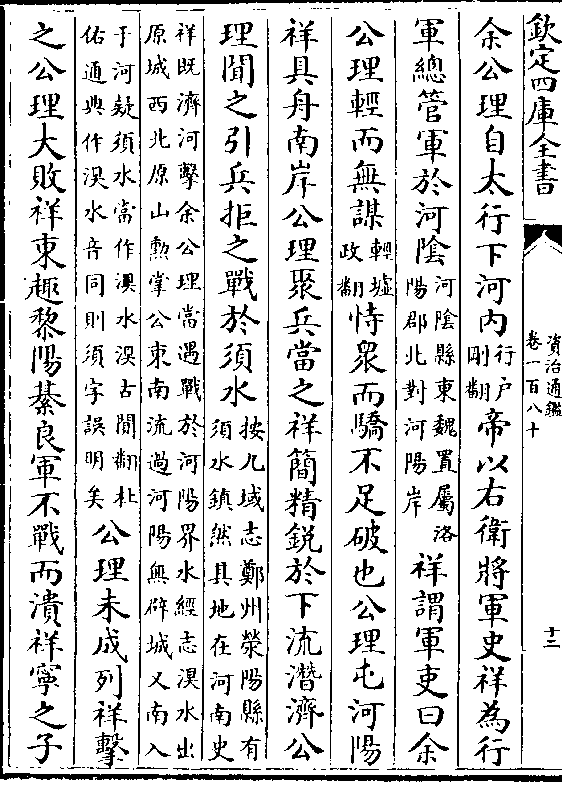 欽定四庫全書
資治通鑑
卷一百八十
十三
余公理自太行下河内行户剛翻帝以右衛將軍史祥為行
軍總管軍於河陰河陰縣東魏置屬洛陽郡北對河陽岸祥謂軍吏曰余
公理輕而無謀輕墟政翻恃衆而驕不足破也公理屯河陽
祥具舟南岸公理聚兵當之祥簡精鋭於下流潛濟公
理聞之引兵拒之戰於須水按九域志鄭州滎陽縣有須水鎮然其地在河南史
祥既濟河擊余公理當遇戰於河陽界水經志湨水出原城西北原山勲掌公東南流過河陽無辟城又南入
于河疑須水當作湨水湨古閴翻杜佑通典作湨水音同則須字誤明矣公理未成列祥擊
之公理大敗祥東趣黎陽綦良軍不戰而潰祥寧之子